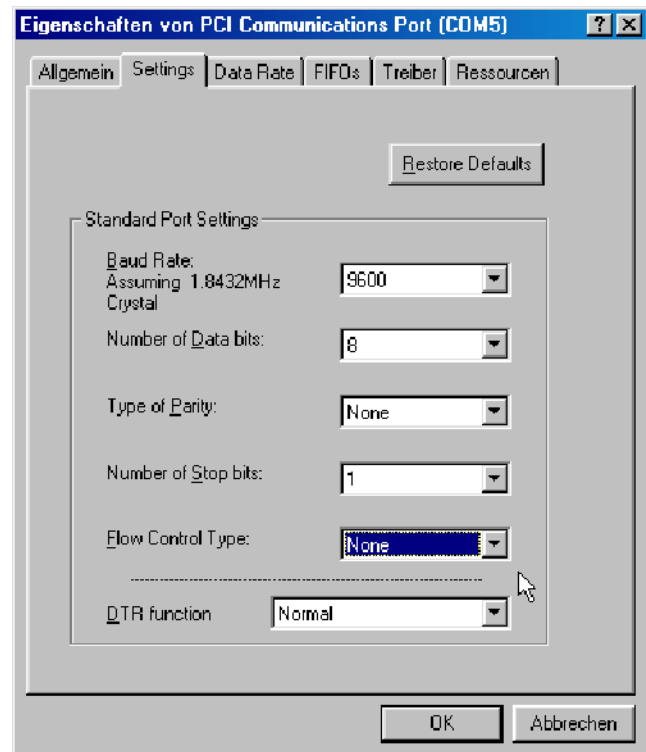 Eigenschaften von PCI Communications Port (COM5)
Allgemein Settings Data Rate FIFOs Treiber Ressourcen
Restore Defaults
Standard Port Settings
Baud Rate:
Assuming 1.8432MHz
Crystal
9600
Number of Data bits:
8
Type of Parity:
None
Number of Stop bits:
1
Flow Control Type:
None
DTR function
Normal
OK Abbrechen